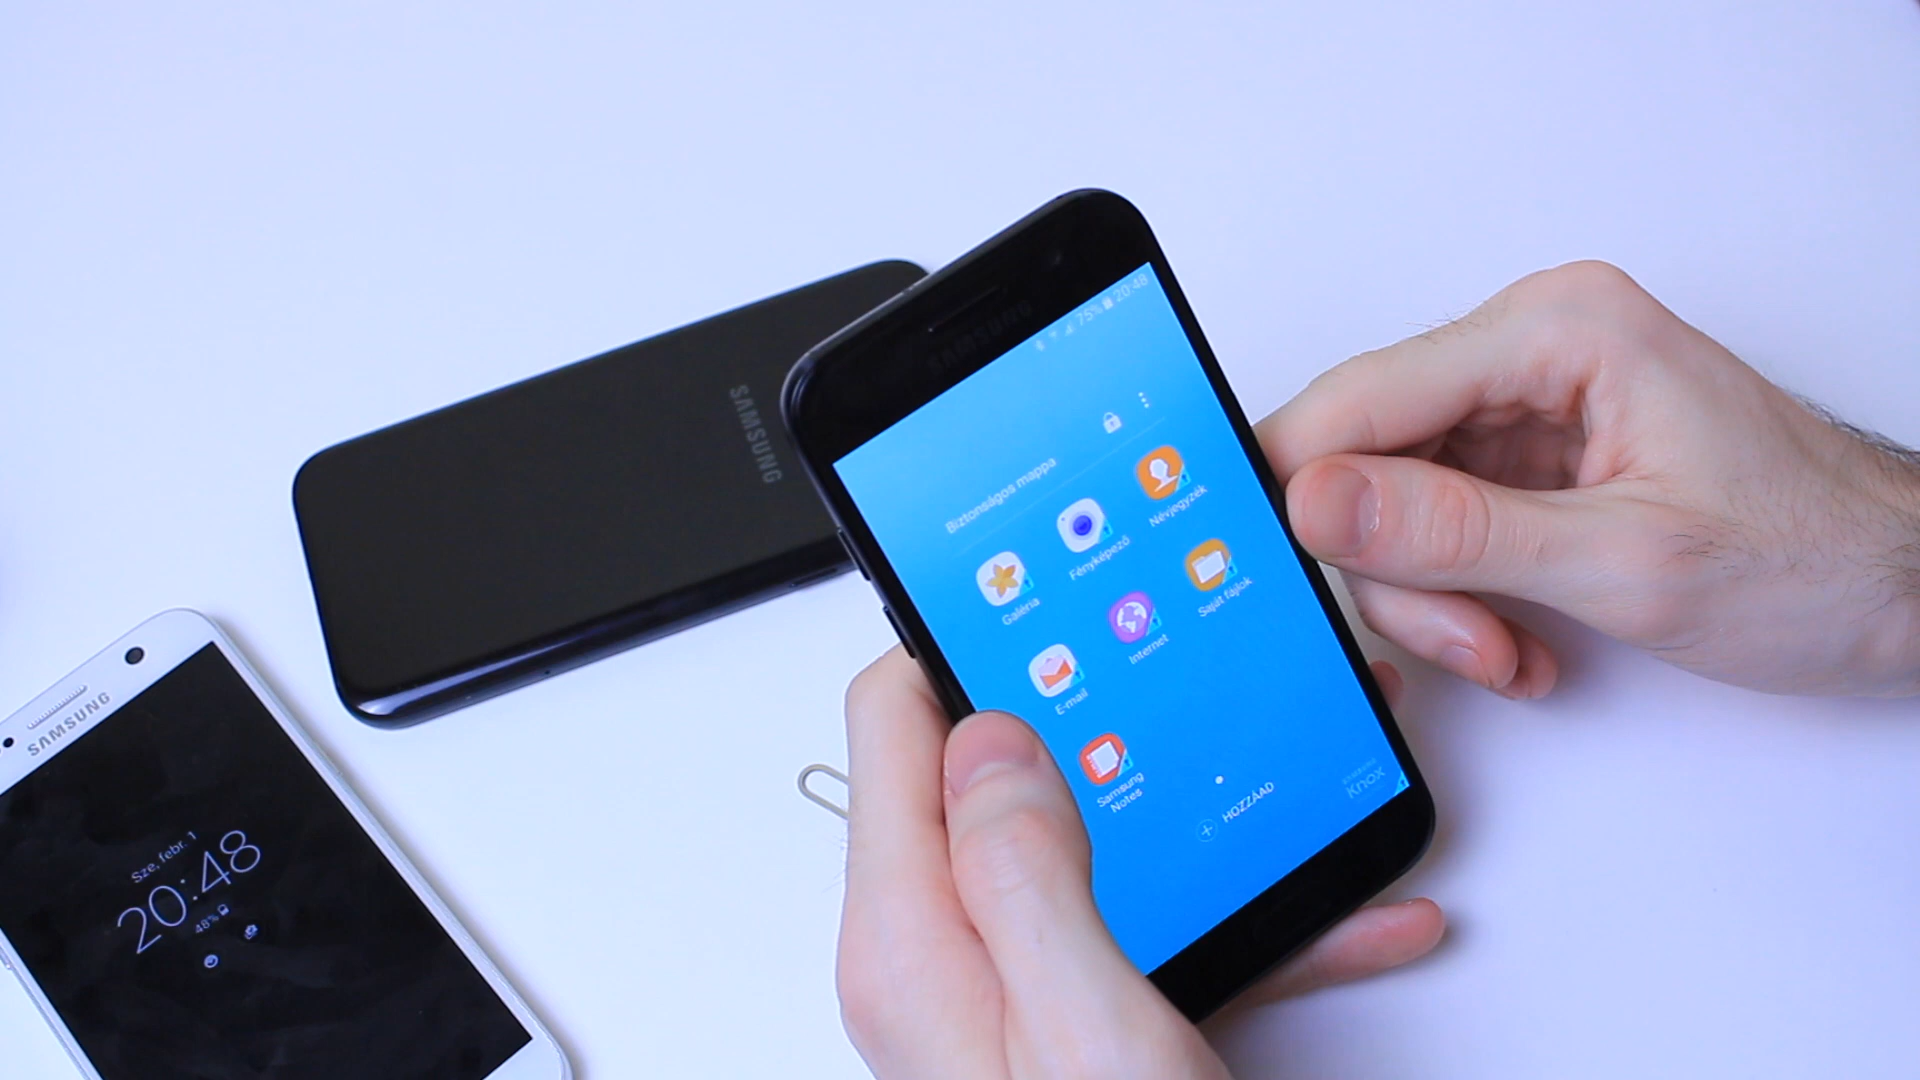 SAMSUNG
SAMSUNG
75% 20:48
Biztonságos mappa
Galéria
Fényképező
Névjegyzék
E-mail
Internet
Saját fájlok
Samsung
Notes
HOZZÁAD
SAMSUNG
Knox
SAMSUNG
Sze, febr. 1
20:48
48%